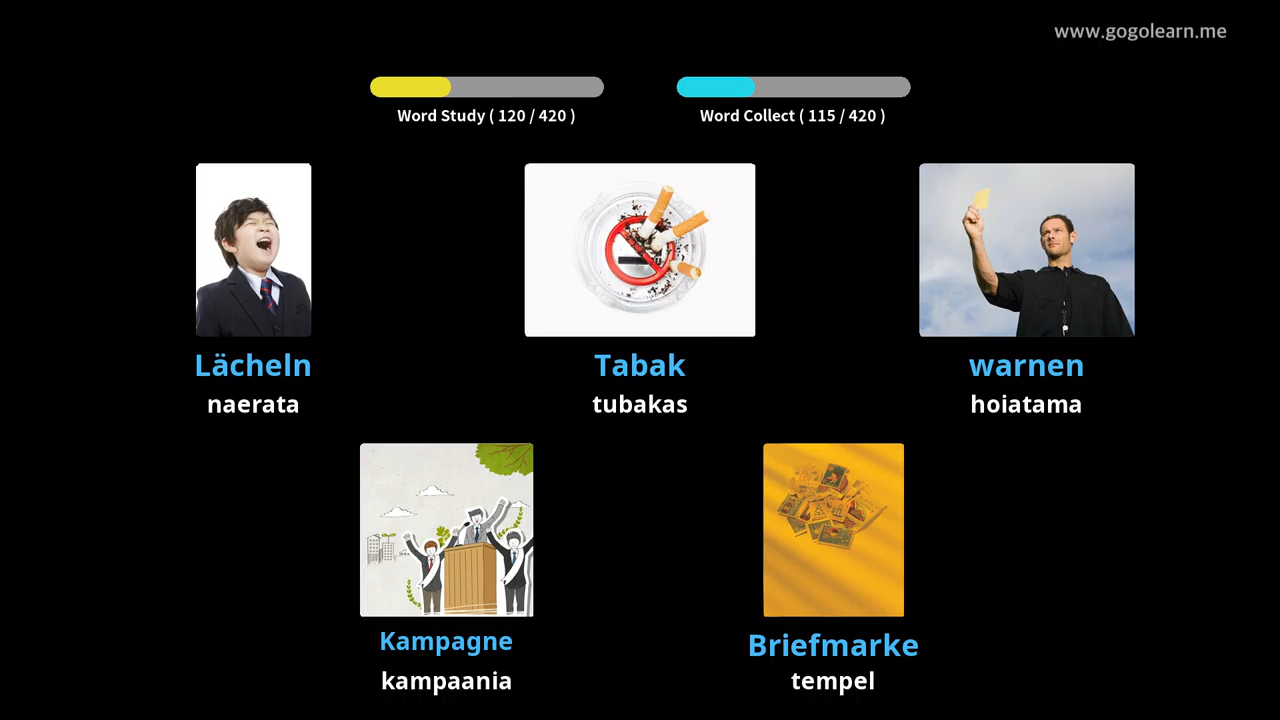 www.gogolearn.me
Word Study ( 120 / 420 )
Word Collect ( 115 / 420 )
Lächeln
naerata
Tabak
tubakas
warnen
hoiatama
Kampagne
kampaania
Briefmarke
tempel